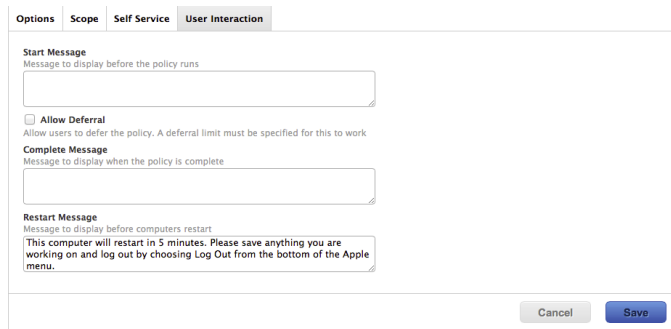 Options Scope Self Service User Interaction
Start Message
Message to display before the policy runs
Allow Deferral
Allow users to defer the policy. A deferral limit must be specified for this to work
Complete Message
Message to display when the policy is complete
Restart Message
Message to display before computers restart
This computer will restart in 5 minutes. Please save anything you are
working on and log out by choosing Log Out from the bottom of the Apple
menu.
Cancel Save